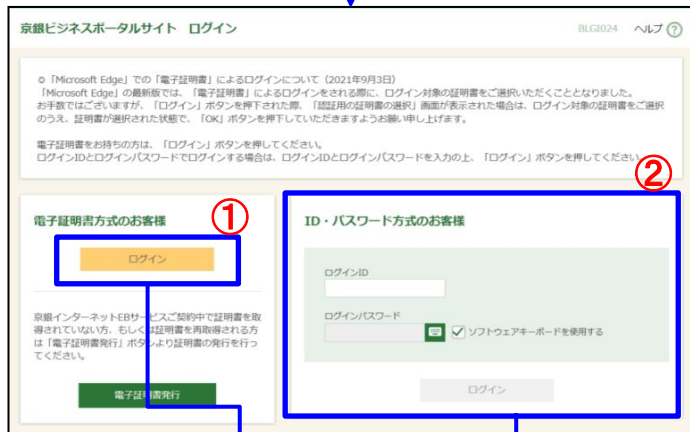 京銀ビジネスポータルサイト ログイン
BLGI024 ヘルプ ?
○「Microsoft Edge」での「電子証明書」によるログインについて（2021年9月3日）
「Microsoft Edge」の最新版では、「電子証明書」によるログインをされる際に、ログイン対象の証明書をご選択いただくこととなりました。
お手数ではございますが、「ログイン」ボタンを押下された際、「認証用の証明書の選択」画面が表示された場合は、ログイン対象の証明書をご選択
のうえ、証明書が選択された状態で、「OK」ボタンを押下していただきますようお願い申し上げます。
電子証明書をお持ちの方は、「ログイン」ボタンを押してください。
ログインIDとログインパスワードでログインする場合は、ログインIDとログインパスワードを入力の上、「ログイン」ボタンを押してください。
電子証明書方式のお客様
①
ログイン
京銀インターネットEBサービスご契約中で証明書を取
得されていない方、もしくは証明書を再取得される方
は「電子証明書発行」ボタンより証明書の発行を行っ
てください。
電子証明書発行
②
ID・パスワード方式のお客様
ログインID
ログインパスワード
ソフトウェアキーボードを使用する
ログイン